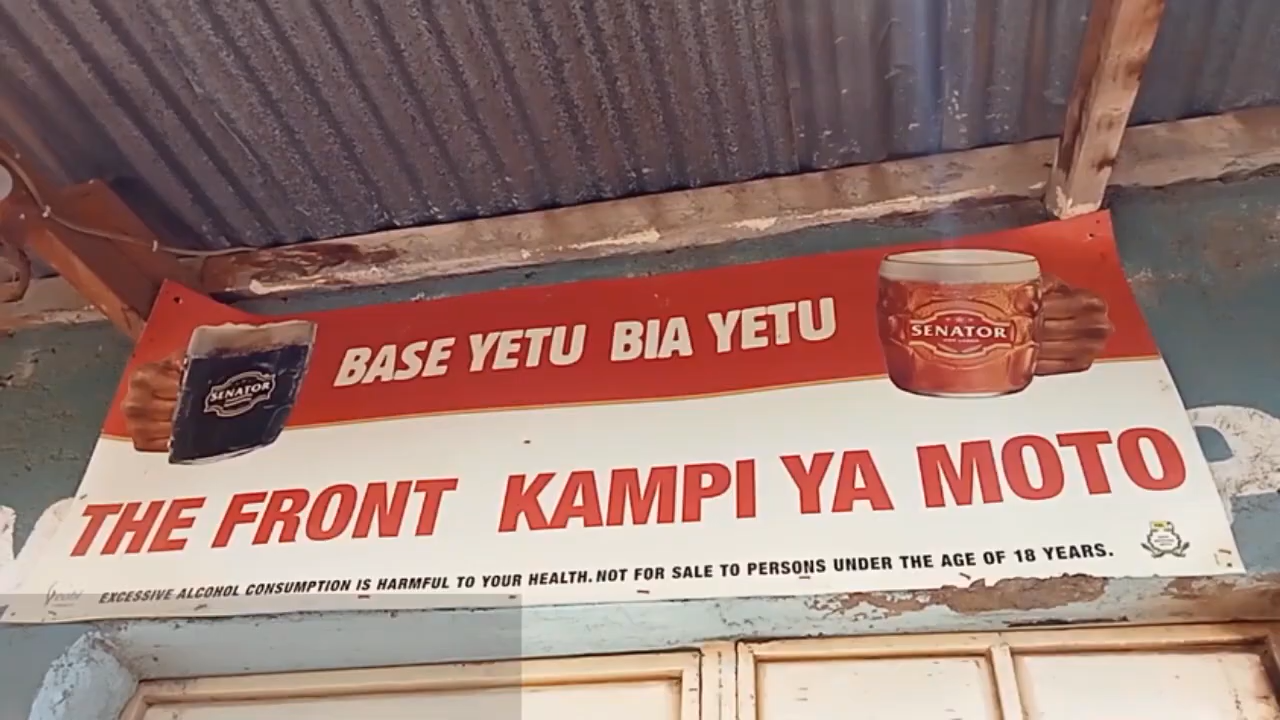 BASE YETU BIA YETU
SENATOR
SENATOR
THE FRONT KAMPI YA MOTO
EXCESSIVE ALCOHOL CONSUMPTION IS HARMFUL TO YOUR HEALTH. NOT FOR SALE TO PERSONS UNDER THE AGE OF 18 YEARS.